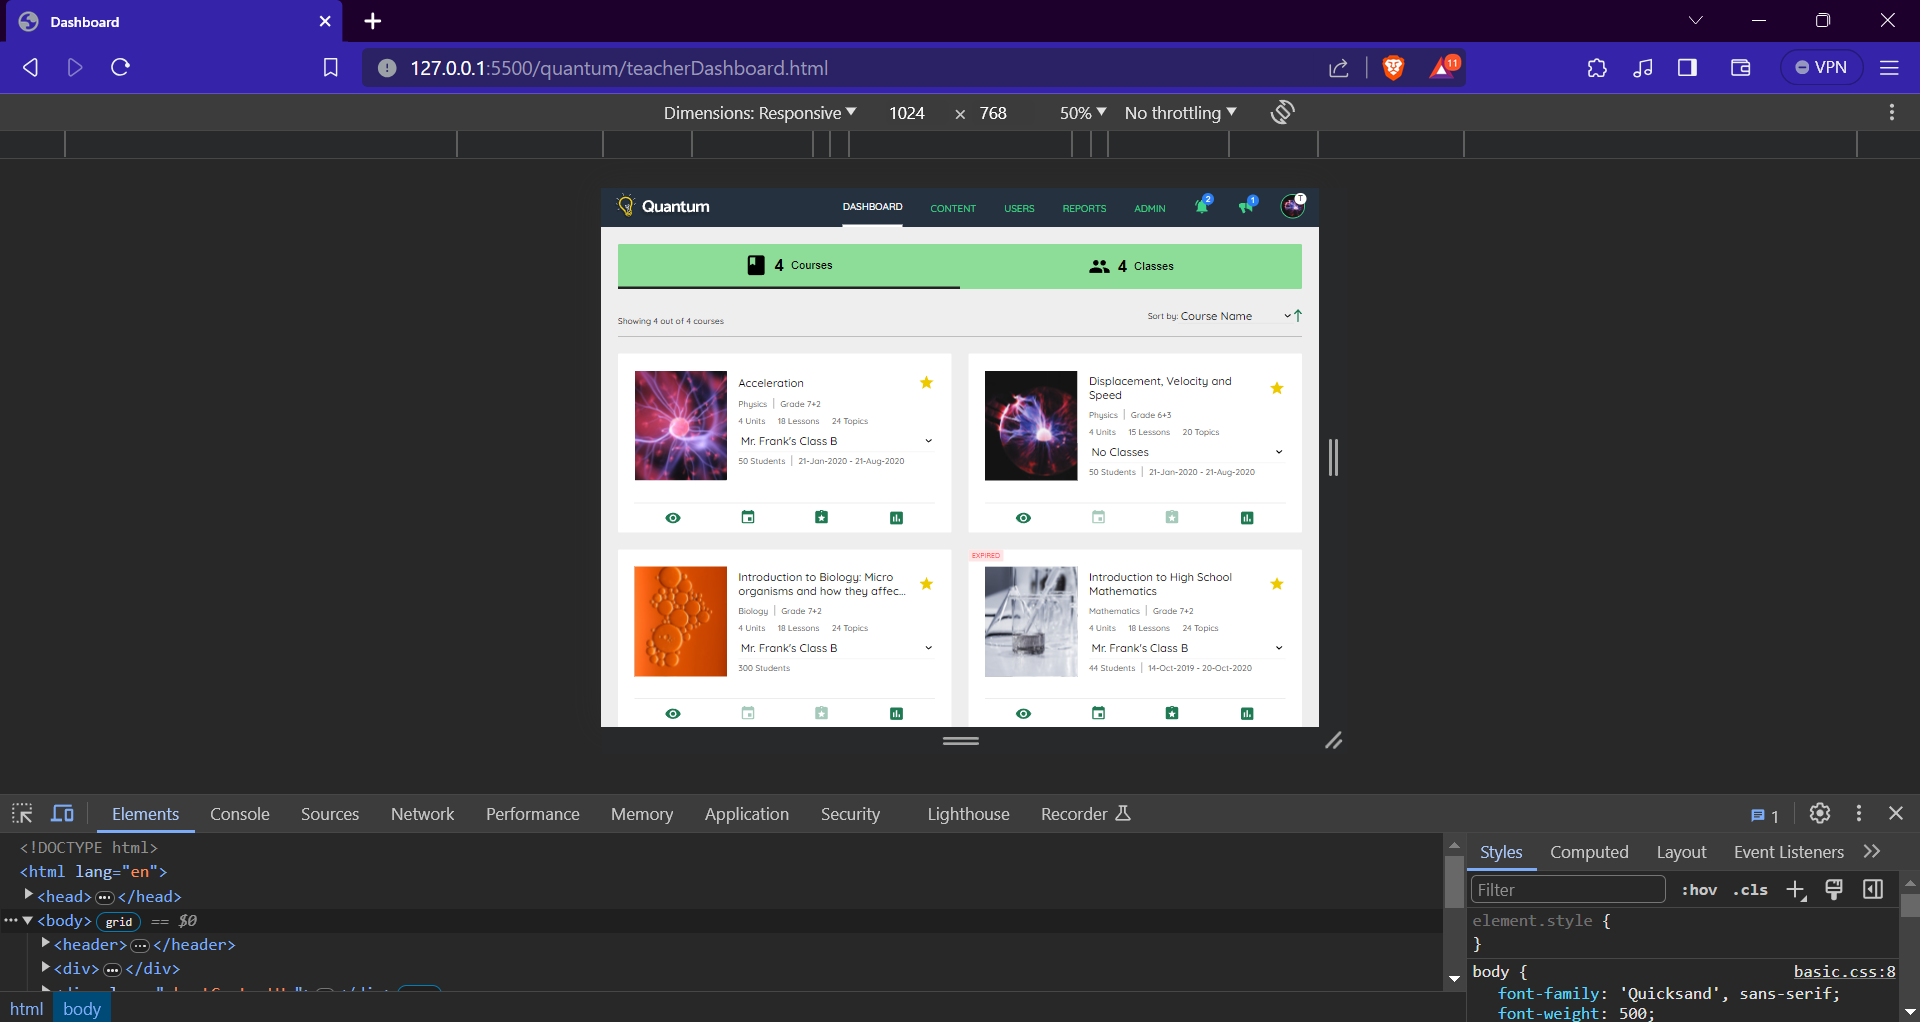 Dashboard
127.0.0.1:5500/quantum/teacherDashboard.html
11
VPN
Dimensions: Responsive
1024 × 768
50%
No throttling
Quantum
DASHBOARD
CONTENT
USERS
REPORTS
ADMIN
2
1
4 Courses
4 Classes
Showing 4 out of 4 courses
Sort by: Course Name
Acceleration
Physics | Grade 7+2
4 Units 18 Lessons 24 Topics
Mr. Frank's Class B
50 Students | 21-Jan-2020 - 21-Aug-2020
Displacement, Velocity and
Speed
Physics | Grade 6+3
4 Units 15 Lessons 20 Topics
No Classes
50 Students | 21-Jan-2020 - 21-Aug-2020
Introduction to Biology: Micro
organisms and how they affec...
Biology | Grade 7+2
4 Units 18 Lessons 24 Topics
Mr. Frank's Class B
300 Students
EXPIRED
Introduction to High School
Mathematics
Mathematics | Grade 7+2
4 Units 18 Lessons 24 Topics
Mr. Frank's Class B
44 Students | 14-Oct-2019 - 20-Oct-2020
Elements
Console
Sources
Network
Performance
Memory
Application
Security
Lighthouse
Recorder
1
<!DOCTYPE html>
<html lang="en">
<head>…</head>
<body> grid == $0
<header>…</header>
<div>…</div>
html body
Styles
Computed
Layout
Event Listeners
Filter
:hov .cls
element.style {
}
body {
basic.css:8
font-family: 'Quicksand', sans-serif;
font-weight: 500;